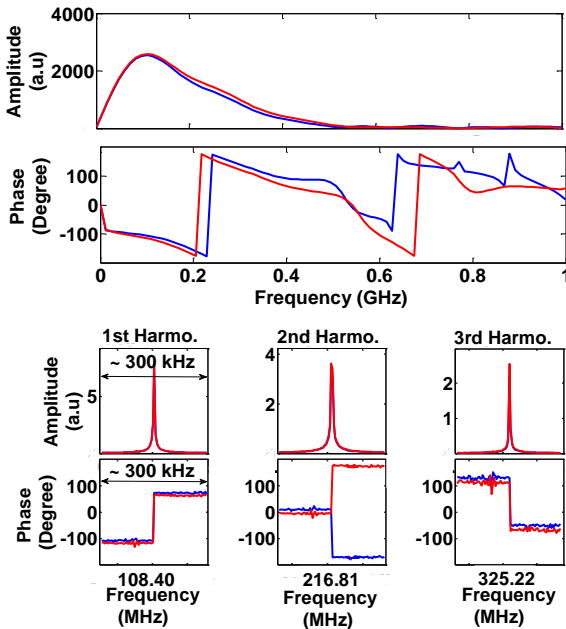 4000
2000
0
Amplitude
(a.u)
100
0
-100
Phase
(Degree)
0 0.2 0.4 0.6 0.8 1
Frequency (GHz)
1st Harmo. 2nd Harmo. 3rd Harmo.
~ 300 kHz
5
4
2
0
2
1
Amplitude
(a.u)
~ 300 kHz
100
0
-100
100
0
-100
100
0
-100
Phase
(Degree)
108.40 216.81 325.22
Frequency Frequency Frequency
(MHz) (MHz) (MHz)